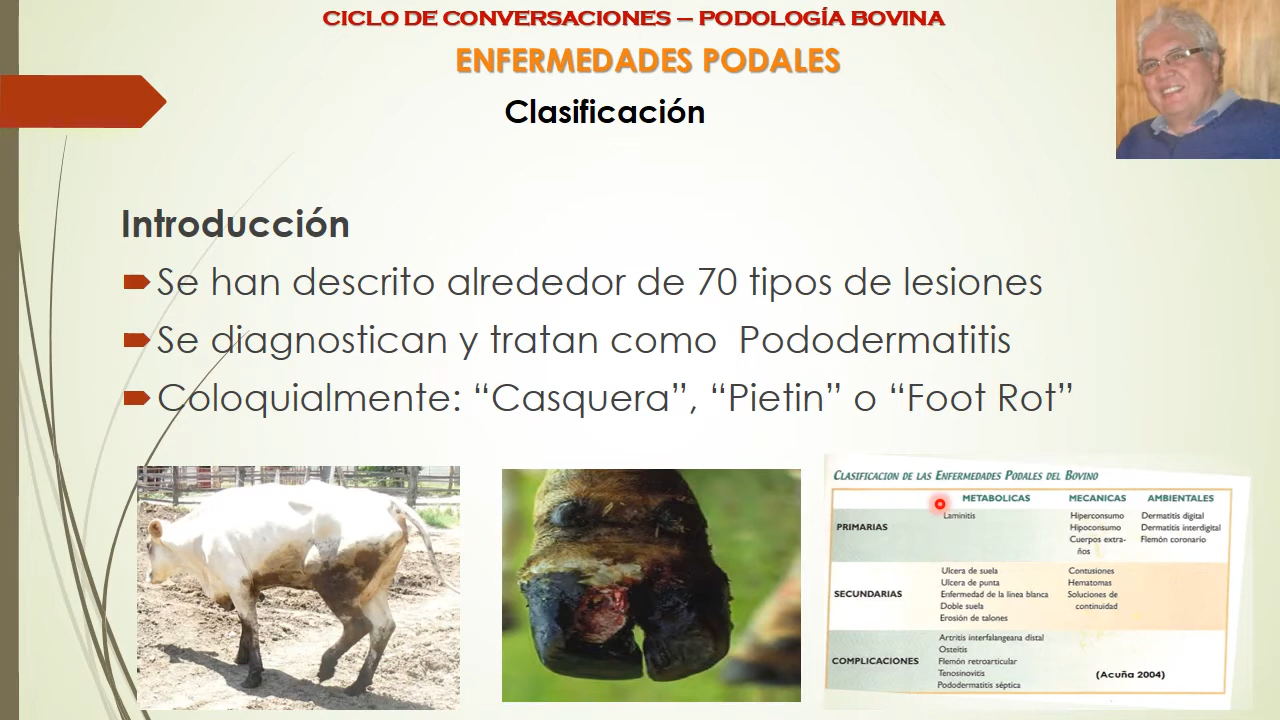 CICLO DE CONVERSACIONES – PODOLOGÍA BOVINA
ENFERMEDADES PODALES
Clasificación
Introducción
Se han descrito alrededor de 70 tipos de lesiones
Se diagnostican y tratan como Pododermatitis
Coloquialmente: “Casquera”, “Pietin” o “Foot Rot”
CLASIFICACION DE LAS ENFERMEDADES PODALES DEL BOVINO
METABOLICAS MECANICAS AMBIENTALES
PRIMARIAS
Laminitis
Hiperconsumo
Hipoconsumo
Cuerpos extra-
ños
Dermatitis digital
Dermatitis interdigital
Flemón coronario
SECUNDARIAS
Ulcera de suela
Ulcera de punta
Enfermedad de la línea blanca
Doble suela
Erosión de talones
Contusiones
Hematomas
Soluciones de
continuidad
COMPLICACIONES
Artritis interfalangeana distal
Osteitis
Flemón retroarticular
Tenosinovitis
Pododermatitis séptica
(Acuña 2004)